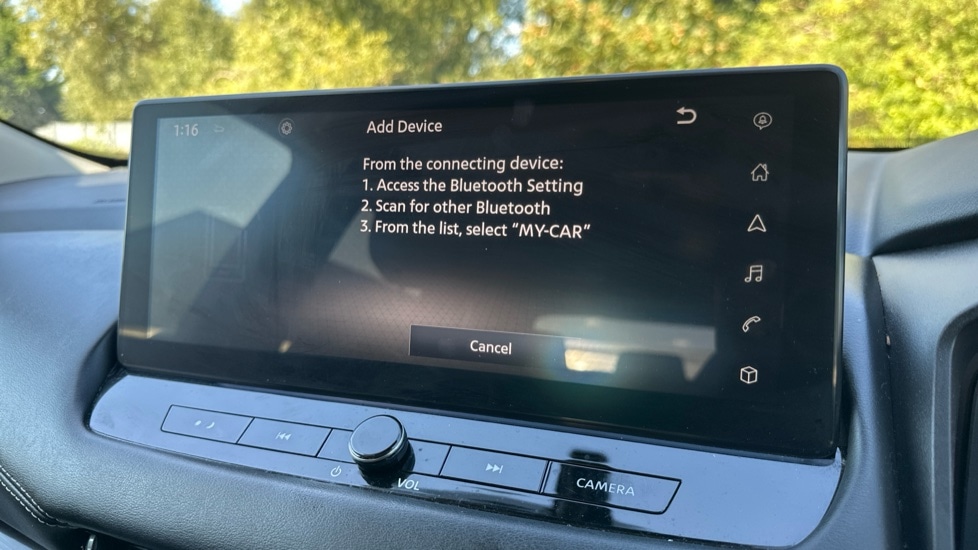 1:16
Add Device
From the connecting device:
1. Access the Bluetooth Setting
2. Scan for other Bluetooth
3. From the list, select “MY-CAR”
Cancel
VOL
CAMERA